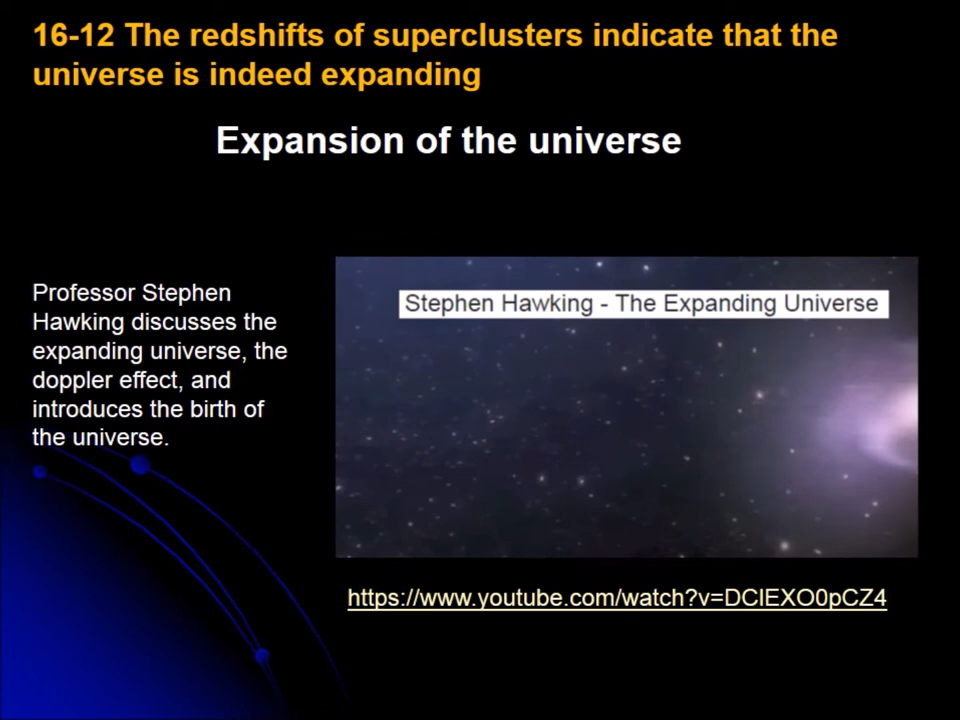 16-12 The redshifts of superclusters indicate that the
universe is indeed expanding
Expansion of the universe
Professor Stephen
Hawking discusses the
expanding universe, the
doppler effect, and
introduces the birth of
the universe.
Stephen Hawking - The Expanding Universe
https://www.youtube.com/watch?v=DClEXO0pCZ4